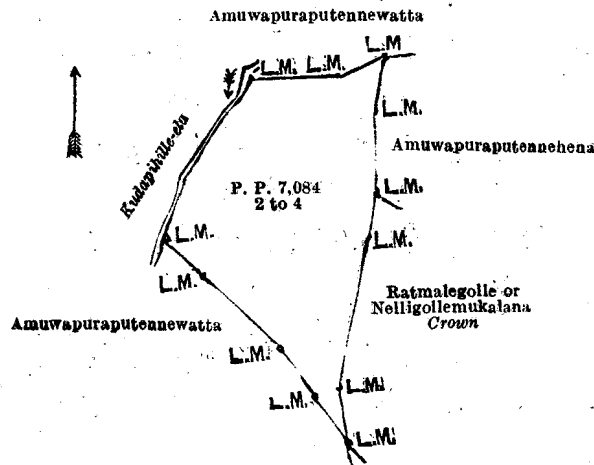 Amuwapuraputennewatta
L.M
L.M. L.M.
L.M.
Amuwapuraputennehena
Kudapihille-ela
P. P. 7,084
2 to 4
L.M.
L.M.
L.M.
L.M.
Ratmalegolle or
Nelligollemukalana
Crown
Amuwapuraputennewatta
L.M.
L.M.
L.M.
L.M.